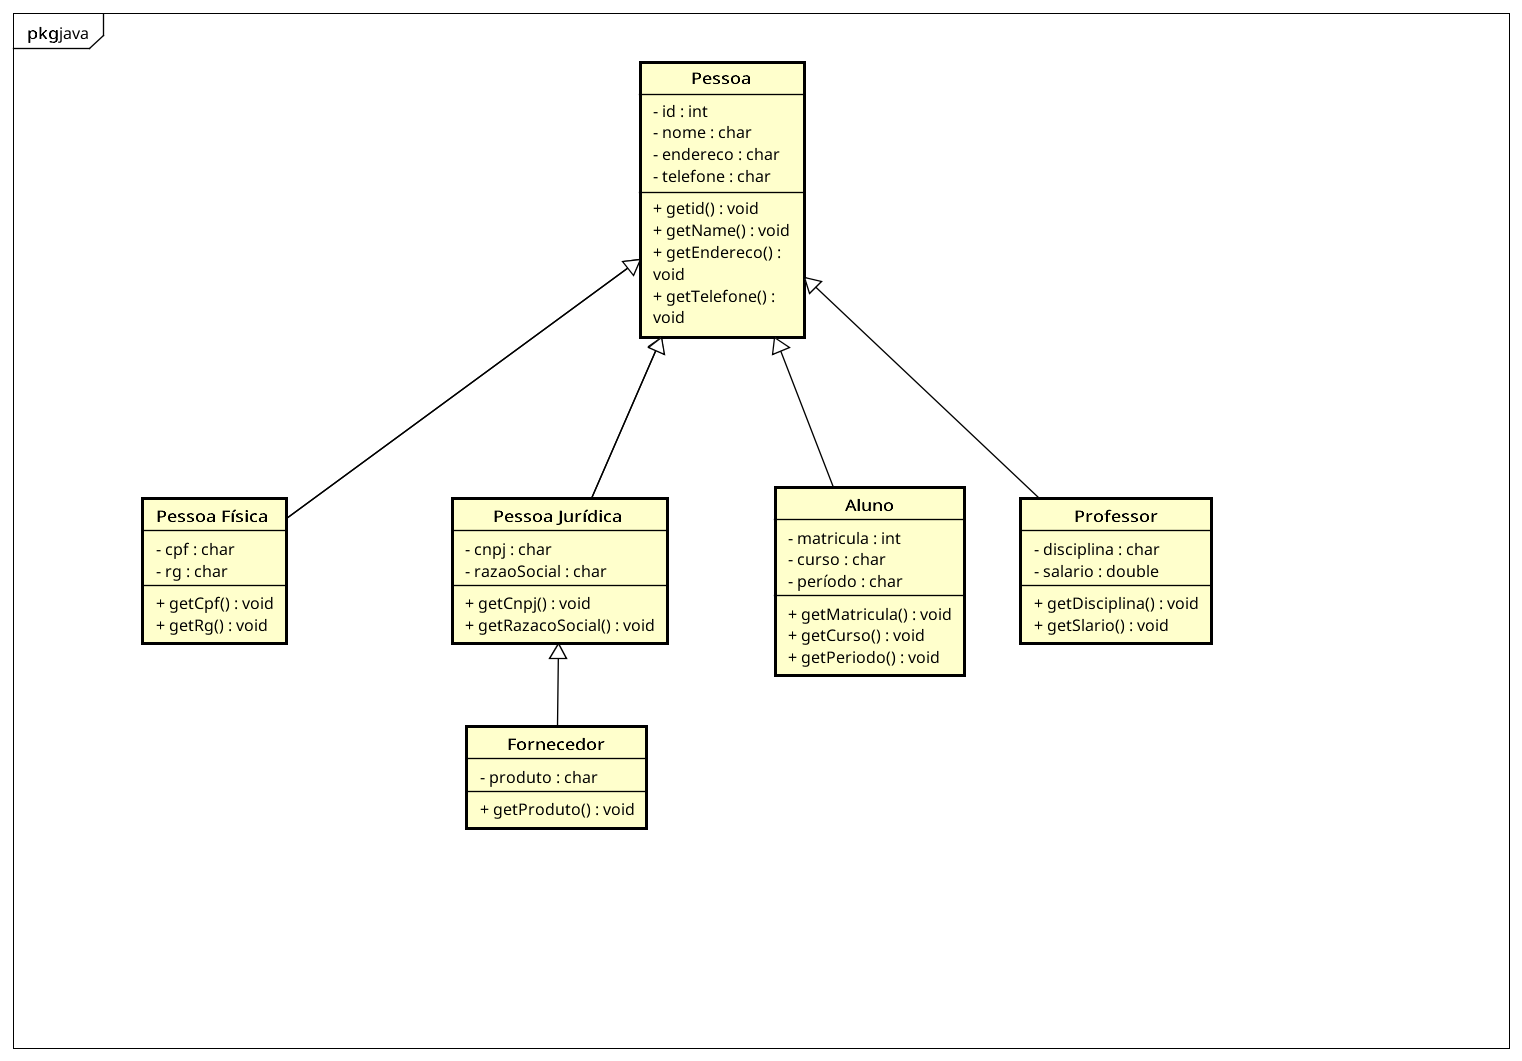 pkgjava
Pessoa
- id : int
- nome : char
- endereco : char
- telefone : char
+ getid() : void
+ getName() : void
+ getEndereco() :
void
+ getTelefone() :
void
Pessoa Física
- cpf : char
- rg : char
+ getCpf() : void
+ getRg() : void
Pessoa Jurídica
- cnpj : char
- razaoSocial : char
+ getCnpj() : void
+ getRazacoSocial() : void
Aluno
- matricula : int
- curso : char
- período : char
+ getMatricula() : void
+ getCurso() : void
+ getPeriodo() : void
Professor
- disciplina : char
- salario : double
+ getDisciplina() : void
+ getSlario() : void
Fornecedor
- produto : char
+ getProduto() : void